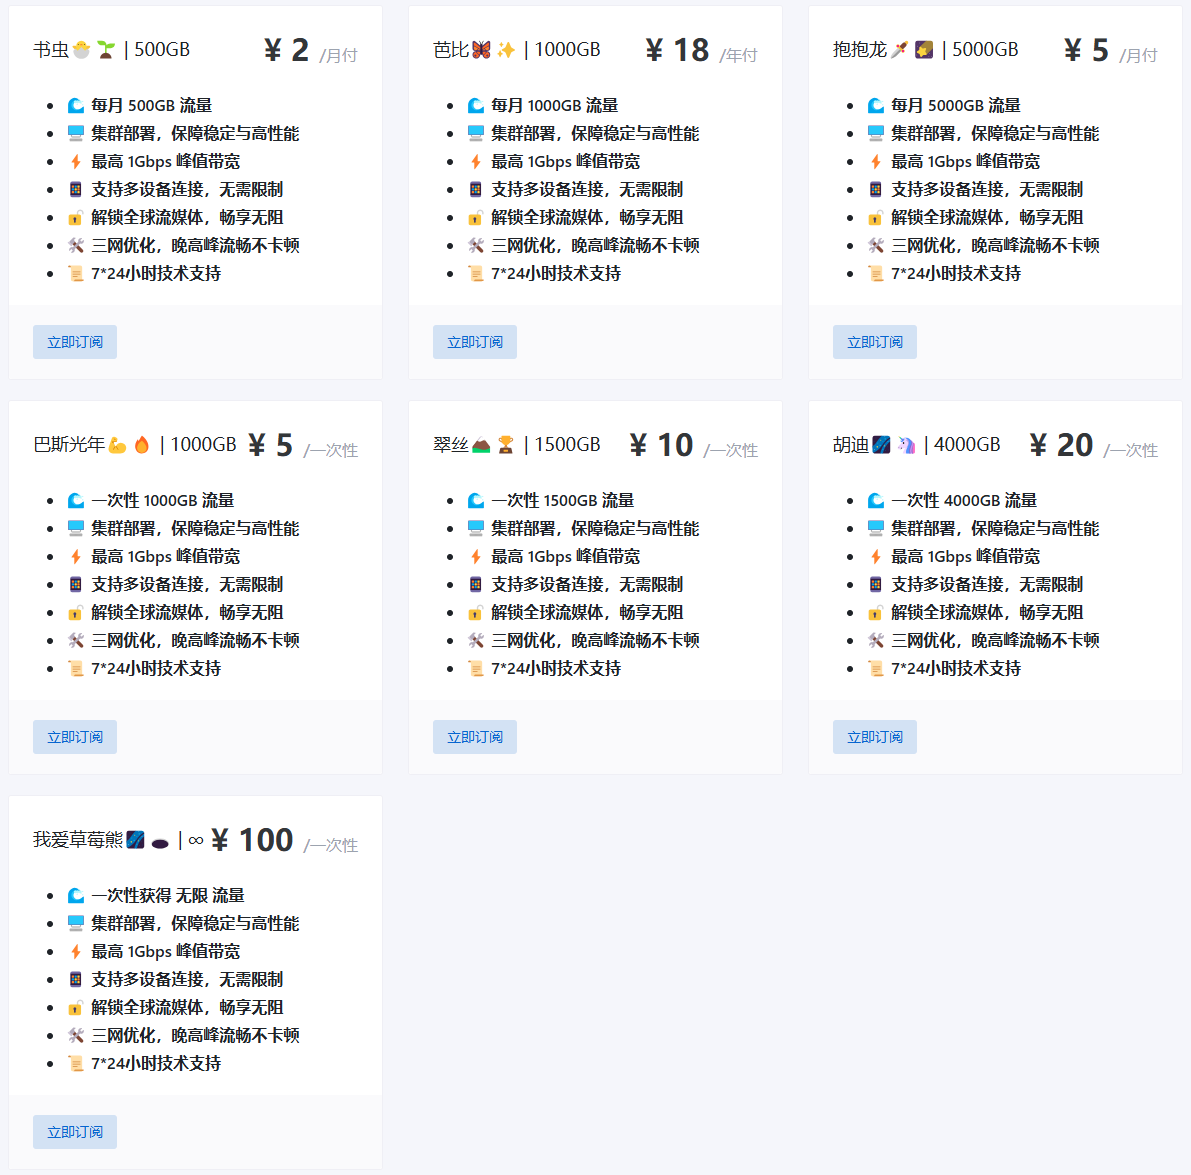 书虫🐣🌱 | 500GB ¥ 2 /月付
🌊 每月 500GB 流量
🖥️ 集群部署，保障稳定与高性能
⚡ 最高 1Gbps 峰值带宽
📱 支持多设备连接，无需限制
🔓 解锁全球流媒体，畅享无阻
🛠️ 三网优化，晚高峰流畅不卡顿
📜 7*24小时技术支持
立即订阅
芭比🦋✨ | 1000GB ¥ 18 /年付
🌊 每月 1000GB 流量
🖥️ 集群部署，保障稳定与高性能
⚡ 最高 1Gbps 峰值带宽
📱 支持多设备连接，无需限制
🔓 解锁全球流媒体，畅享无阻
🛠️ 三网优化，晚高峰流畅不卡顿
📜 7*24小时技术支持
立即订阅
抱抱龙🚀🌠 | 5000GB ¥ 5 /月付
🌊 每月 5000GB 流量
🖥️ 集群部署，保障稳定与高性能
⚡ 最高 1Gbps 峰值带宽
📱 支持多设备连接，无需限制
🔓 解锁全球流媒体，畅享无阻
🛠️ 三网优化，晚高峰流畅不卡顿
📜 7*24小时技术支持
立即订阅
巴斯光年💪🔥 | 1000GB ¥ 5 /一次性
🌊 一次性 1000GB 流量
🖥️ 集群部署，保障稳定与高性能
⚡ 最高 1Gbps 峰值带宽
📱 支持多设备连接，无需限制
🔓 解锁全球流媒体，畅享无阻
🛠️ 三网优化，晚高峰流畅不卡顿
📜 7*24小时技术支持
立即订阅
翠丝⛰️🏆 | 1500GB ¥ 10 /一次性
🌊 一次性 1500GB 流量
🖥️ 集群部署，保障稳定与高性能
⚡ 最高 1Gbps 峰值带宽
📱 支持多设备连接，无需限制
🔓 解锁全球流媒体，畅享无阻
🛠️ 三网优化，晚高峰流畅不卡顿
📜 7*24小时技术支持
立即订阅
胡迪🌌🦄 | 4000GB ¥ 20 /一次性
🌊 一次性 4000GB 流量
🖥️ 集群部署，保障稳定与高性能
⚡ 最高 1Gbps 峰值带宽
📱 支持多设备连接，无需限制
🔓 解锁全球流媒体，畅享无阻
🛠️ 三网优化，晚高峰流畅不卡顿
📜 7*24小时技术支持
立即订阅
我爱草莓熊🌌🕳️ | ∞ ¥ 100 /一次性
🌊 一次性获得 无限 流量
🖥️ 集群部署，保障稳定与高性能
⚡ 最高 1Gbps 峰值带宽
📱 支持多设备连接，无需限制
🔓 解锁全球流媒体，畅享无阻
🛠️ 三网优化，晚高峰流畅不卡顿
📜 7*24小时技术支持
立即订阅